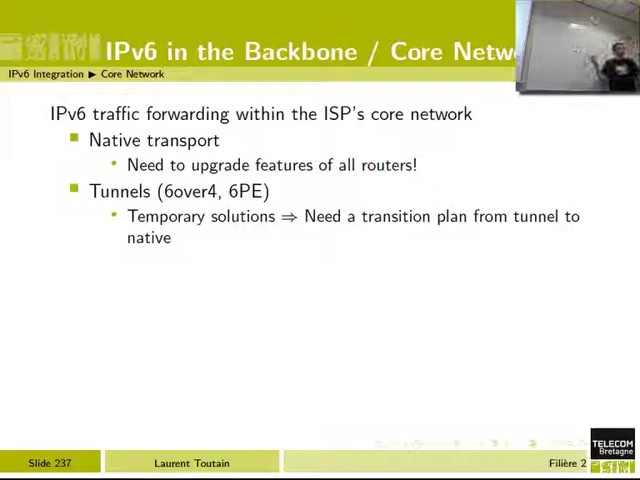 IPv6 in the Backbone / Core Netw
IPv6 Integration ▶ Core Network
IPv6 traffic forwarding within the ISP's core network
Native transport
Need to upgrade features of all routers!
Tunnels (6over4, 6PE)
Temporary solutions ⇒ Need a transition plan from tunnel to
native
TELECOM
Bretagne
Slide 237
Laurent Toutain
Filière 2